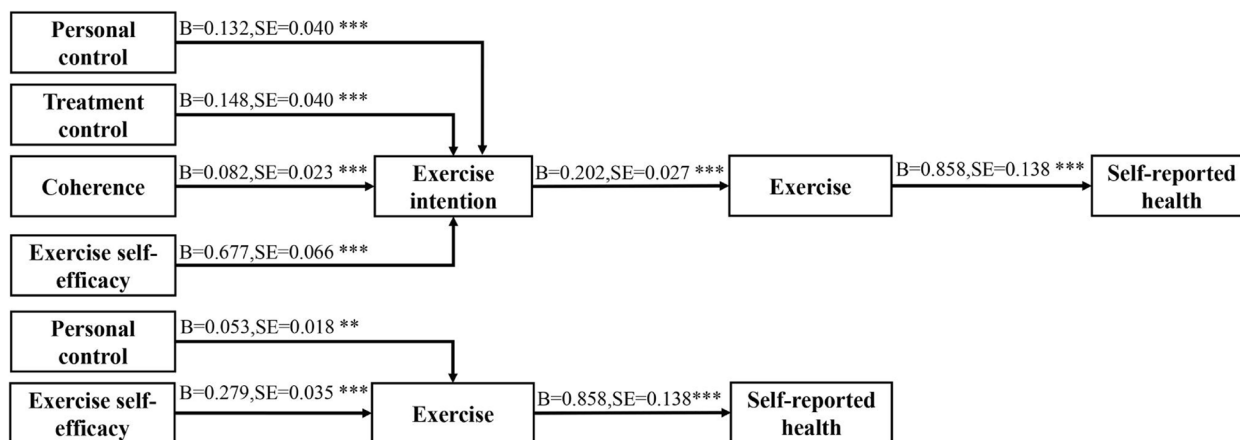 Personal
control
B=0.132,SE=0.040 ***
Treatment
control
B=0.148,SE=0.040 ***
Coherence
B=0.082,SE=0.023 ***
Exercise
intention
B=0.202,SE=0.027 ***
Exercise
B=0.858,SE=0.138 ***
Self-reported
health
Exercise self-
efficacy
B=0.677,SE=0.066 ***
Personal
control
B=0.053,SE=0.018 **
Exercise self-
efficacy
B=0.279,SE=0.035 ***
Exercise
B=0.858,SE=0.138***
Self-reported
health